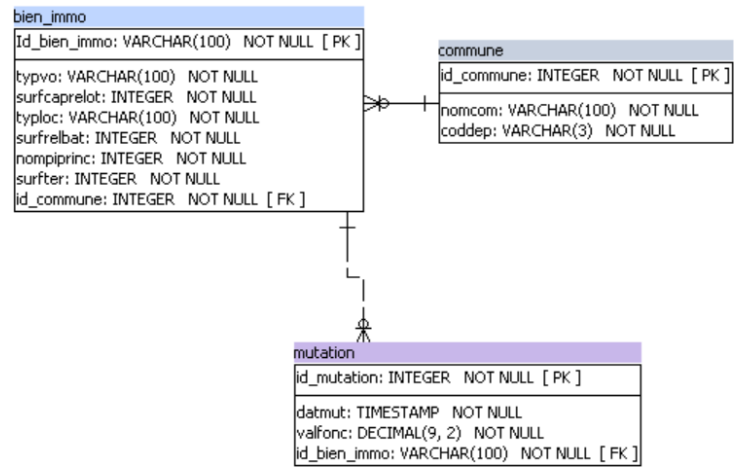 bien_immo
Id_bien_immo: VARCHAR(100) NOT NULL [ PK ]
typvo: VARCHAR(100) NOT NULL
surfcaprelot: INTEGER NOT NULL
typloc: VARCHAR(100) NOT NULL
surfrelbat: INTEGER NOT NULL
nompiprinc: INTEGER NOT NULL
surfter: INTEGER NOT NULL
id_commune: INTEGER NOT NULL [ FK ]
commune
id_commune: INTEGER NOT NULL [ PK ]
nomcom: VARCHAR(100) NOT NULL
coddep: VARCHAR(3) NOT NULL
mutation
id_mutation: INTEGER NOT NULL [ PK ]
datmut: TIMESTAMP NOT NULL
valfonc: DECIMAL(9, 2) NOT NULL
id_bien_immo: VARCHAR(100) NOT NULL [ FK ]